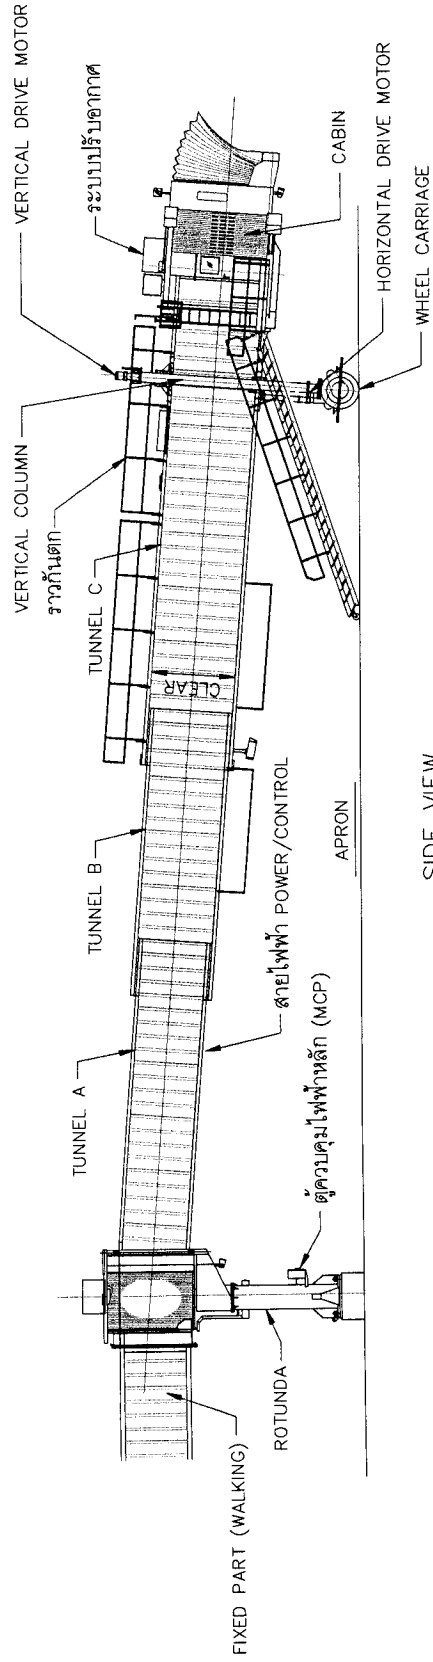 VERTICAL DRIVE MOTOR
ระบบปรับอากาศ
VERTICAL COLUMN
ราวกันตก
TUNNEL C
TUNNEL B
TUNNEL A
CLEAR
CABIN
HORIZONTAL DRIVE MOTOR
WHEEL CARRIAGE
สายไฟฟ้า POWER/CONTROL
APRON
ตู้ควบคุมไฟฟ้าหลัก (MCP)
ROTUNDA
FIXED PART (WALKING)
SIDE VIEW